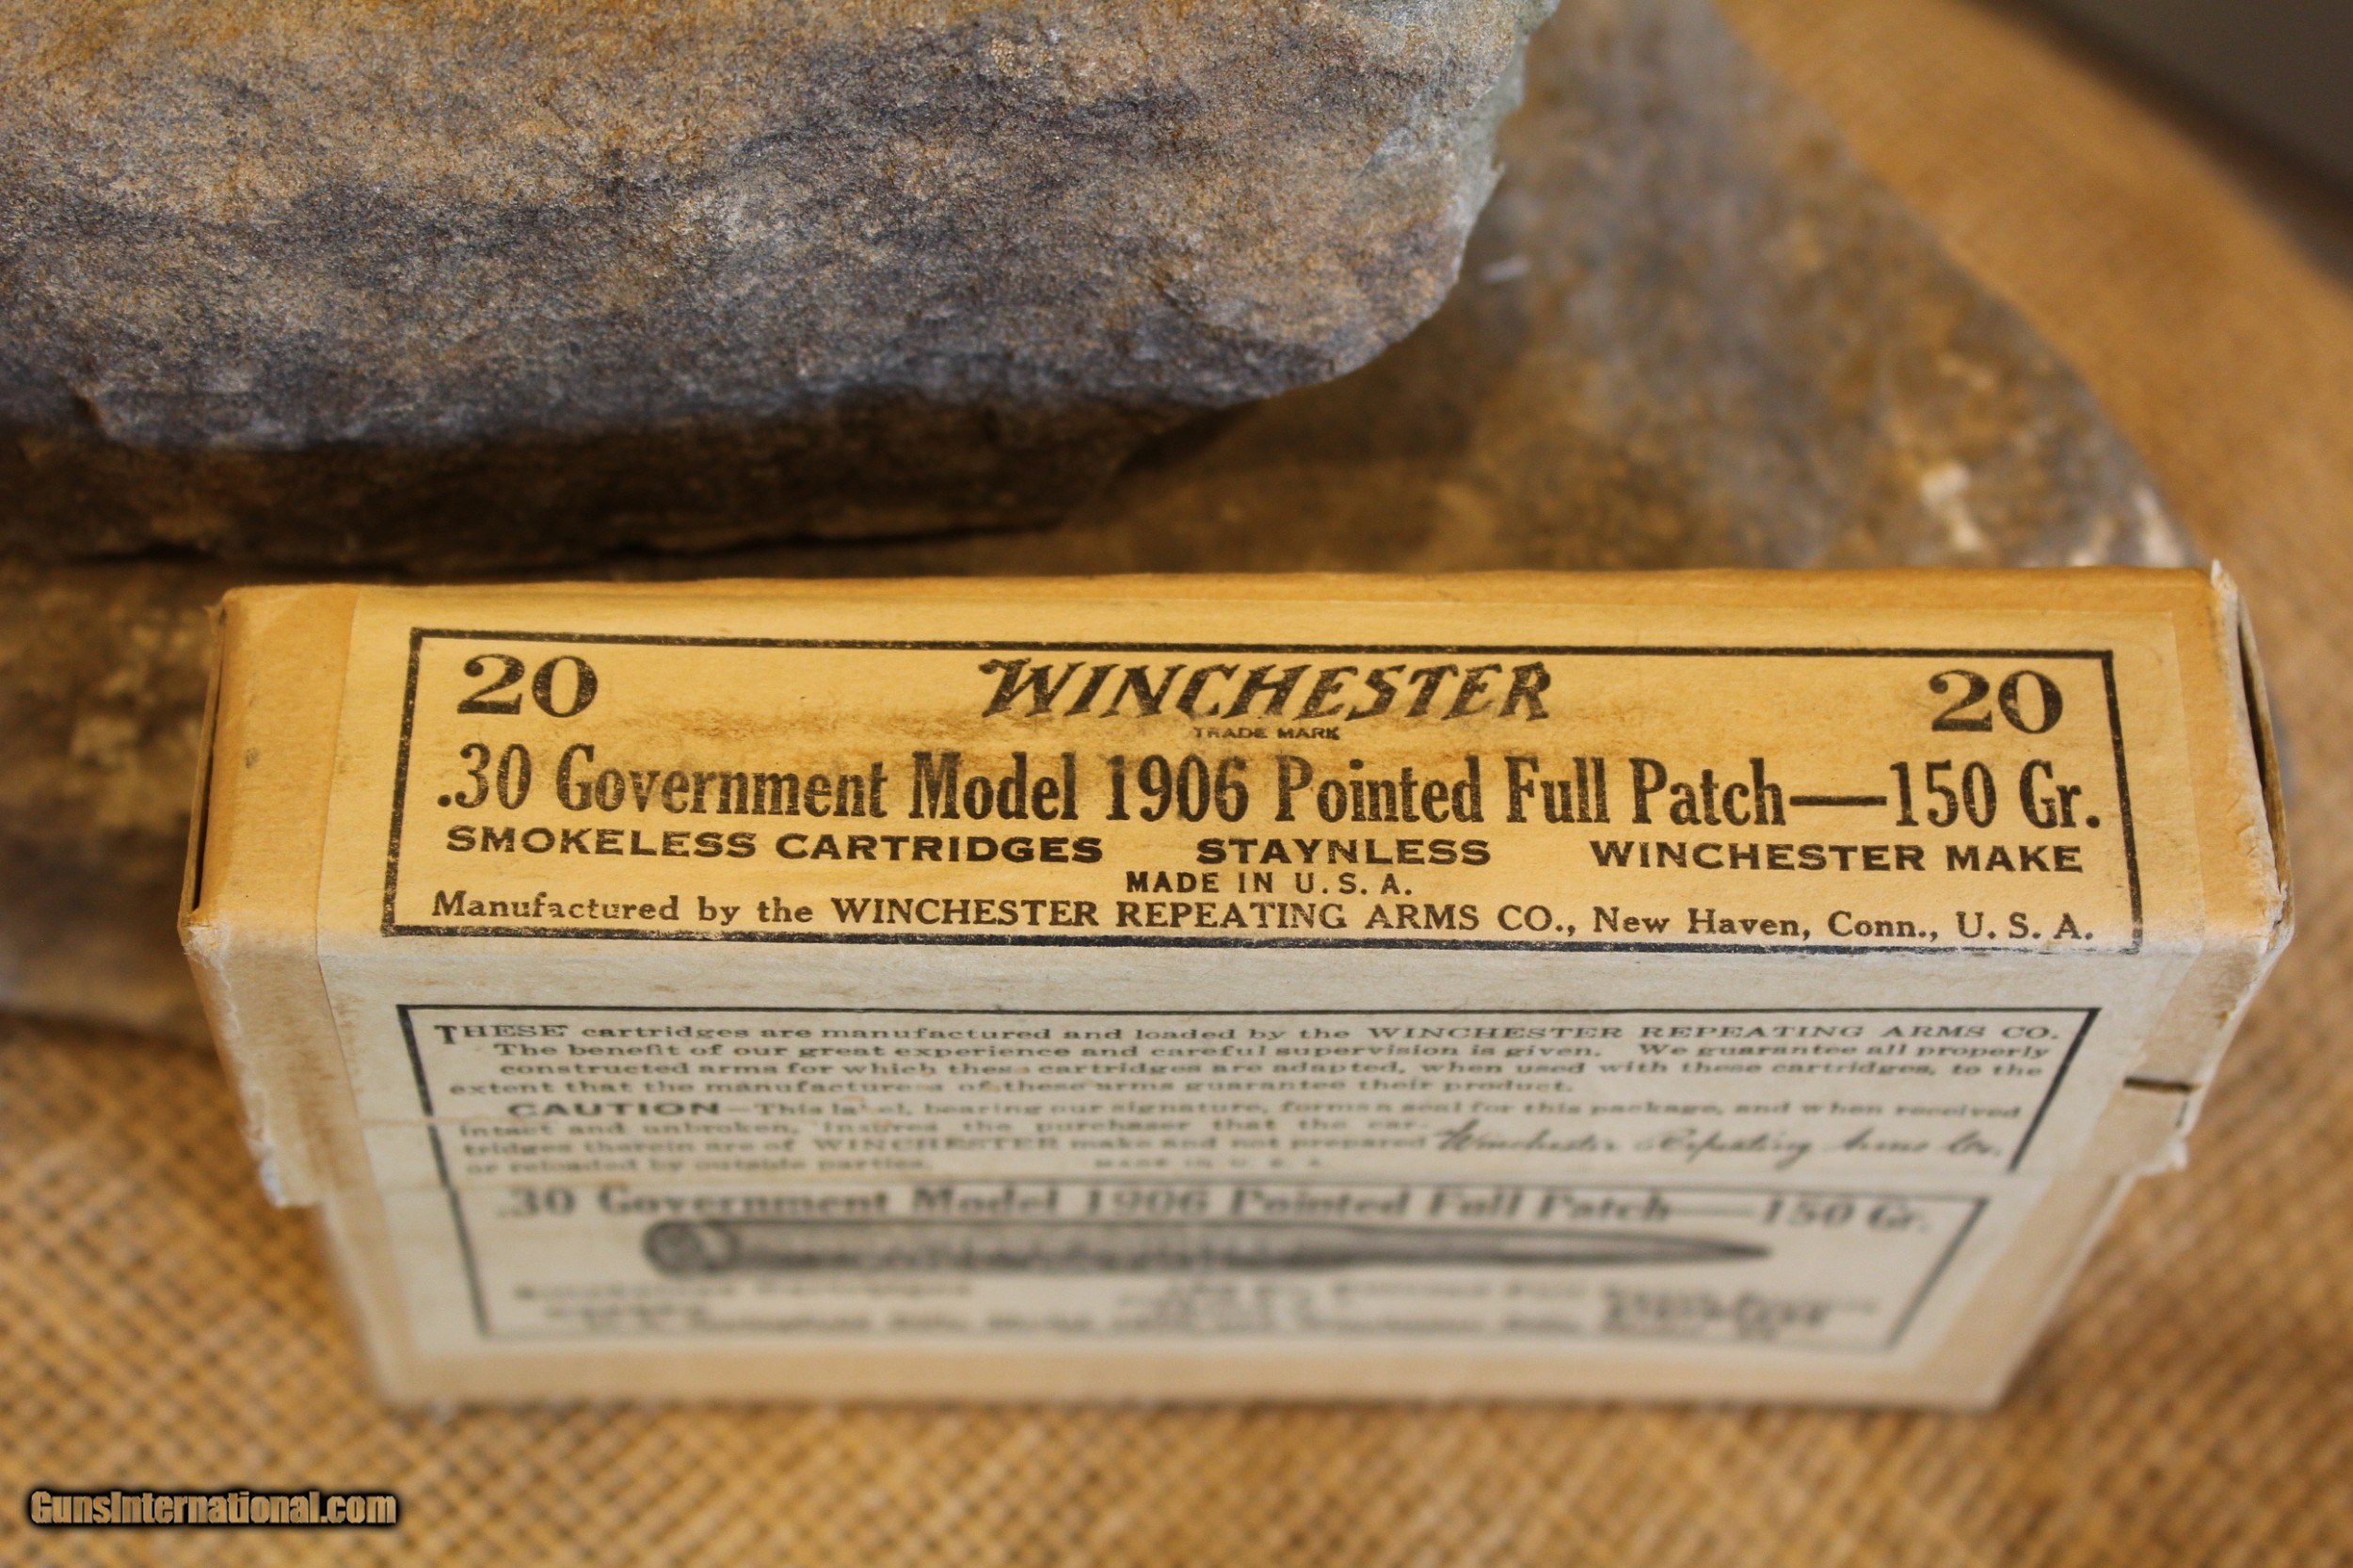 20 WINCHESTER 20
TRADE MARK
.30 Government Model 1906 Pointed Full Patch—150 Gr.
SMOKELESS CARTRIDGES STAYNLESS WINCHESTER MAKE
MADE IN U. S. A.
Manufactured by the WINCHESTER REPEATING ARMS CO., New Haven, Conn., U. S. A.
THESE cartridges are manufactured and loaded by the WINCHESTER REPEATING ARMS CO.
The benefit of our great experience and careful supervision is given. We guarantee all properly
constructed arms for which these cartridges are adapted, when used with these cartridges, to the
extent that the manufacturers of these arms guarantee their product.
CAUTION—This label, bearing our signature, forms a seal for this package, and when received
intact and unbroken, insures the purchaser that the car-
tridges therein are of WINCHESTER make and not prepared Winchester Repeating Arms Co.
or reloaded by outside parties. MADE IN U. S. A.
.30 Government Model 1906 Pointed Full Patch—150 Gr.
GunsInternational.com